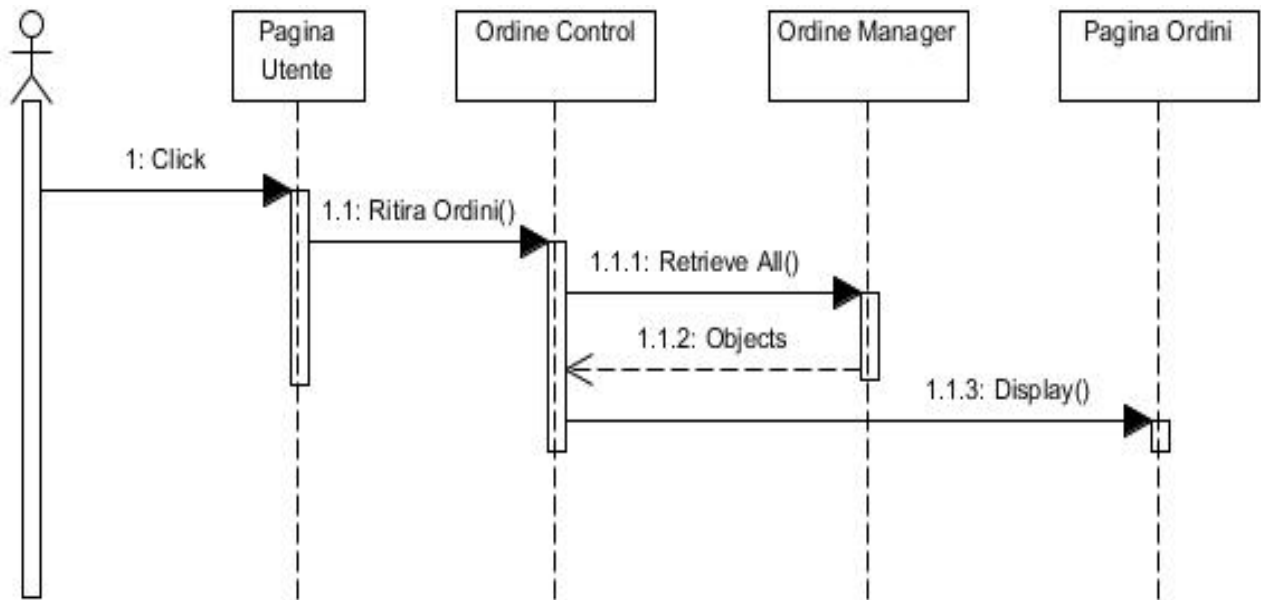 Pagina
Utente
Ordine Control
Ordine Manager
Pagina Ordini
1: Click
1.1: Ritira Ordini()
1.1.1: Retrieve All()
1.1.2: Objects
1.1.3: Display()